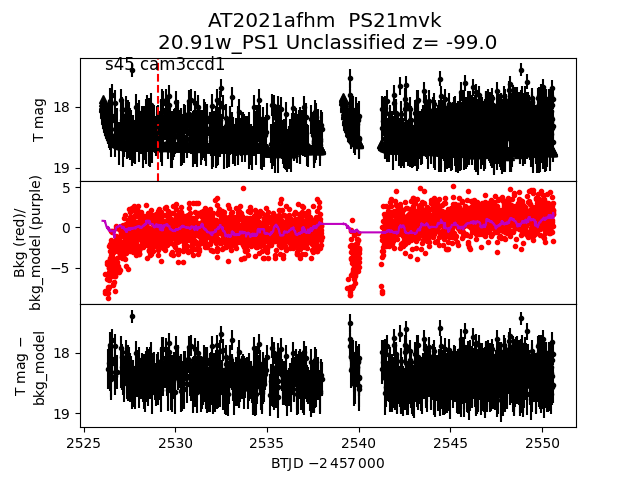 AT2021afhm  PS21mvk
20.91w_PS1 Unclassified z= -99.0
s45 cam3ccd1
T mag
18
19
Bkg (red)/
bkg_model (purple)
5
0
−5
T mag −
bkg_model
18
19
2525
2530
2535
2540
2545
2550
BTJD −2 457 000